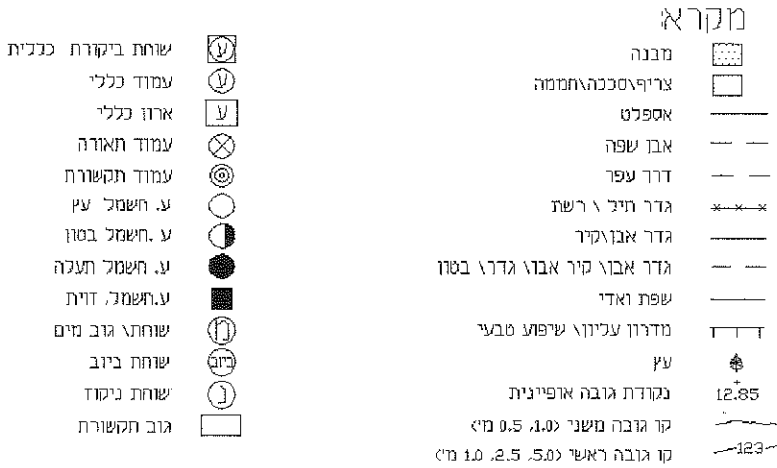 מקרא:
מבנה
צריף\סככה\חממה
אספלט
אבן שפה
דרך עפר
גדר תיל \ רשת
גדר אבן\קיר
גדר אבן\ קיר אבן\ גדר\ בטון
שפת ואדי
מדרון עליון\ שיפוע טבעי
עץ
נקודת גובה אופיינית 12.85
קו גובה משני (1.0, 0.5 מ')
קו גובה ראשי (5.0, 2.5, 1.0 מ') 123
שוחת ביקורת כללית ע
עמוד כללי ע
ארון כללי ע
עמוד תאורה
עמוד תקשורת
ע. חשמל עץ
ע .חשמל בטון
ע. חשמל תעלה
ע.חשמל, זוית
שוחת\ גוב מים
שוחת ביוב ביוב
שוחת ניקוז נ
גוב תקשורת